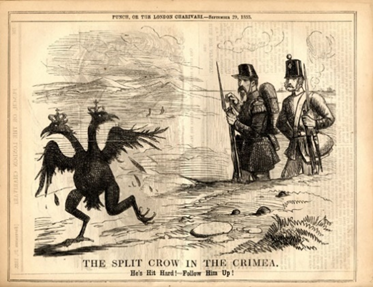 PUNCH, OR THE LONDON CHARIVARI.—September 29, 1855.
THE SPLIT CROW IN THE CRIMEA.
He's Hit Hard!—Follow Him Up!